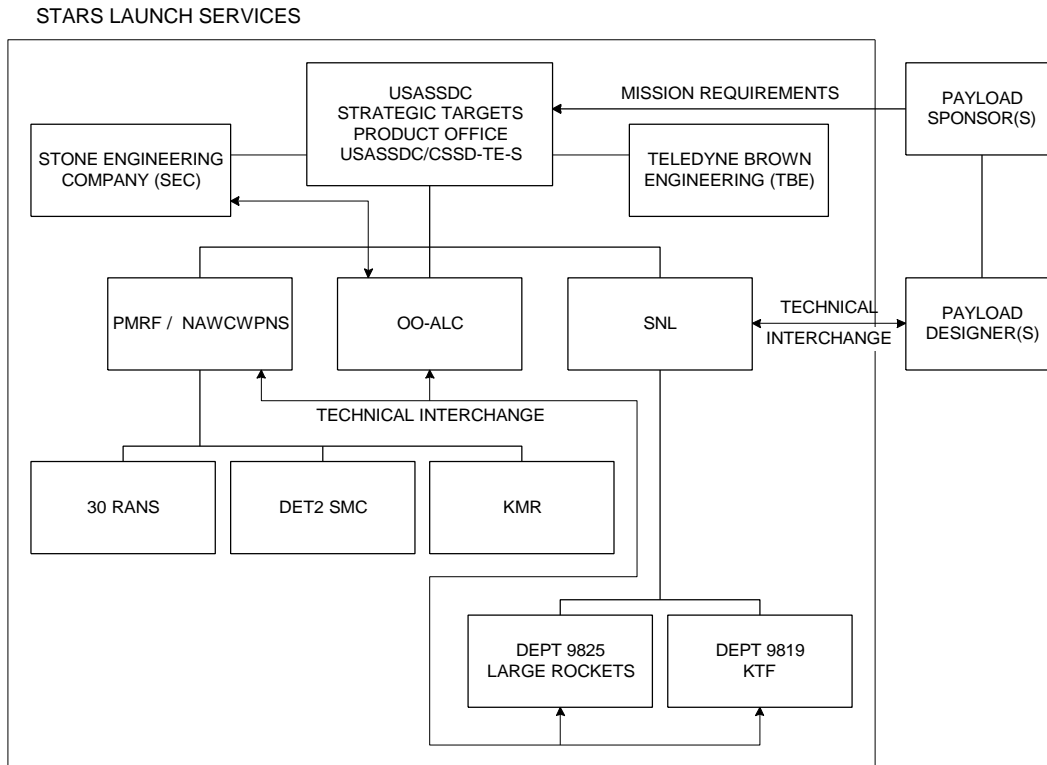 STARS LAUNCH SERVICES
USASSDC
STRATEGIC TARGETS
PRODUCT OFFICE
USASSDC/CSSD-TE-S
MISSION REQUIREMENTS
PAYLOAD
SPONSOR(S)
STONE ENGINEERING
COMPANY (SEC)
TELEDYNE BROWN
ENGINEERING (TBE)
PMRF / NAWCWPNS
OO-ALC
SNL
TECHNICAL
INTERCHANGE
PAYLOAD
DESIGNER(S)
TECHNICAL INTERCHANGE
30 RANS
DET2 SMC
KMR
DEPT 9825
LARGE ROCKETS
DEPT 9819
KTF